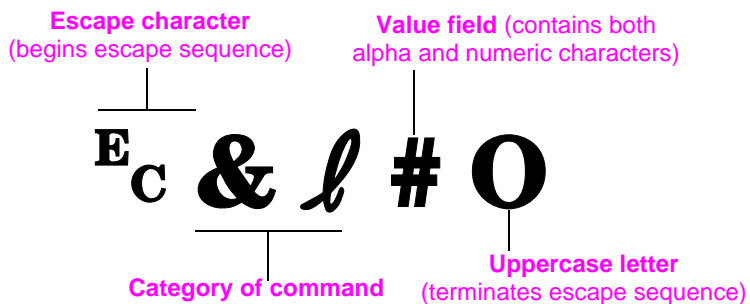 Escape character
(begins escape sequence)
Value field (contains both
alpha and numeric characters)
EC & ℓ # O
Category of command
Uppercase letter
(terminates escape sequence)